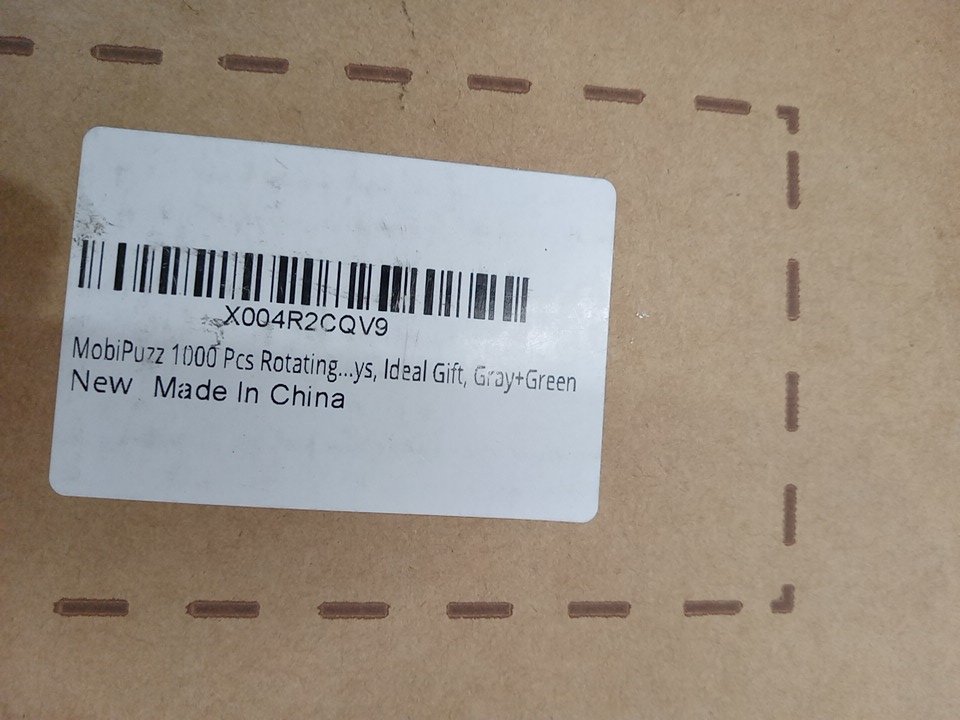 X004R2CQV9
MobiPuzz 1000 Pcs Rotating...ys, Ideal Gift, Gray+Green
New Made In China